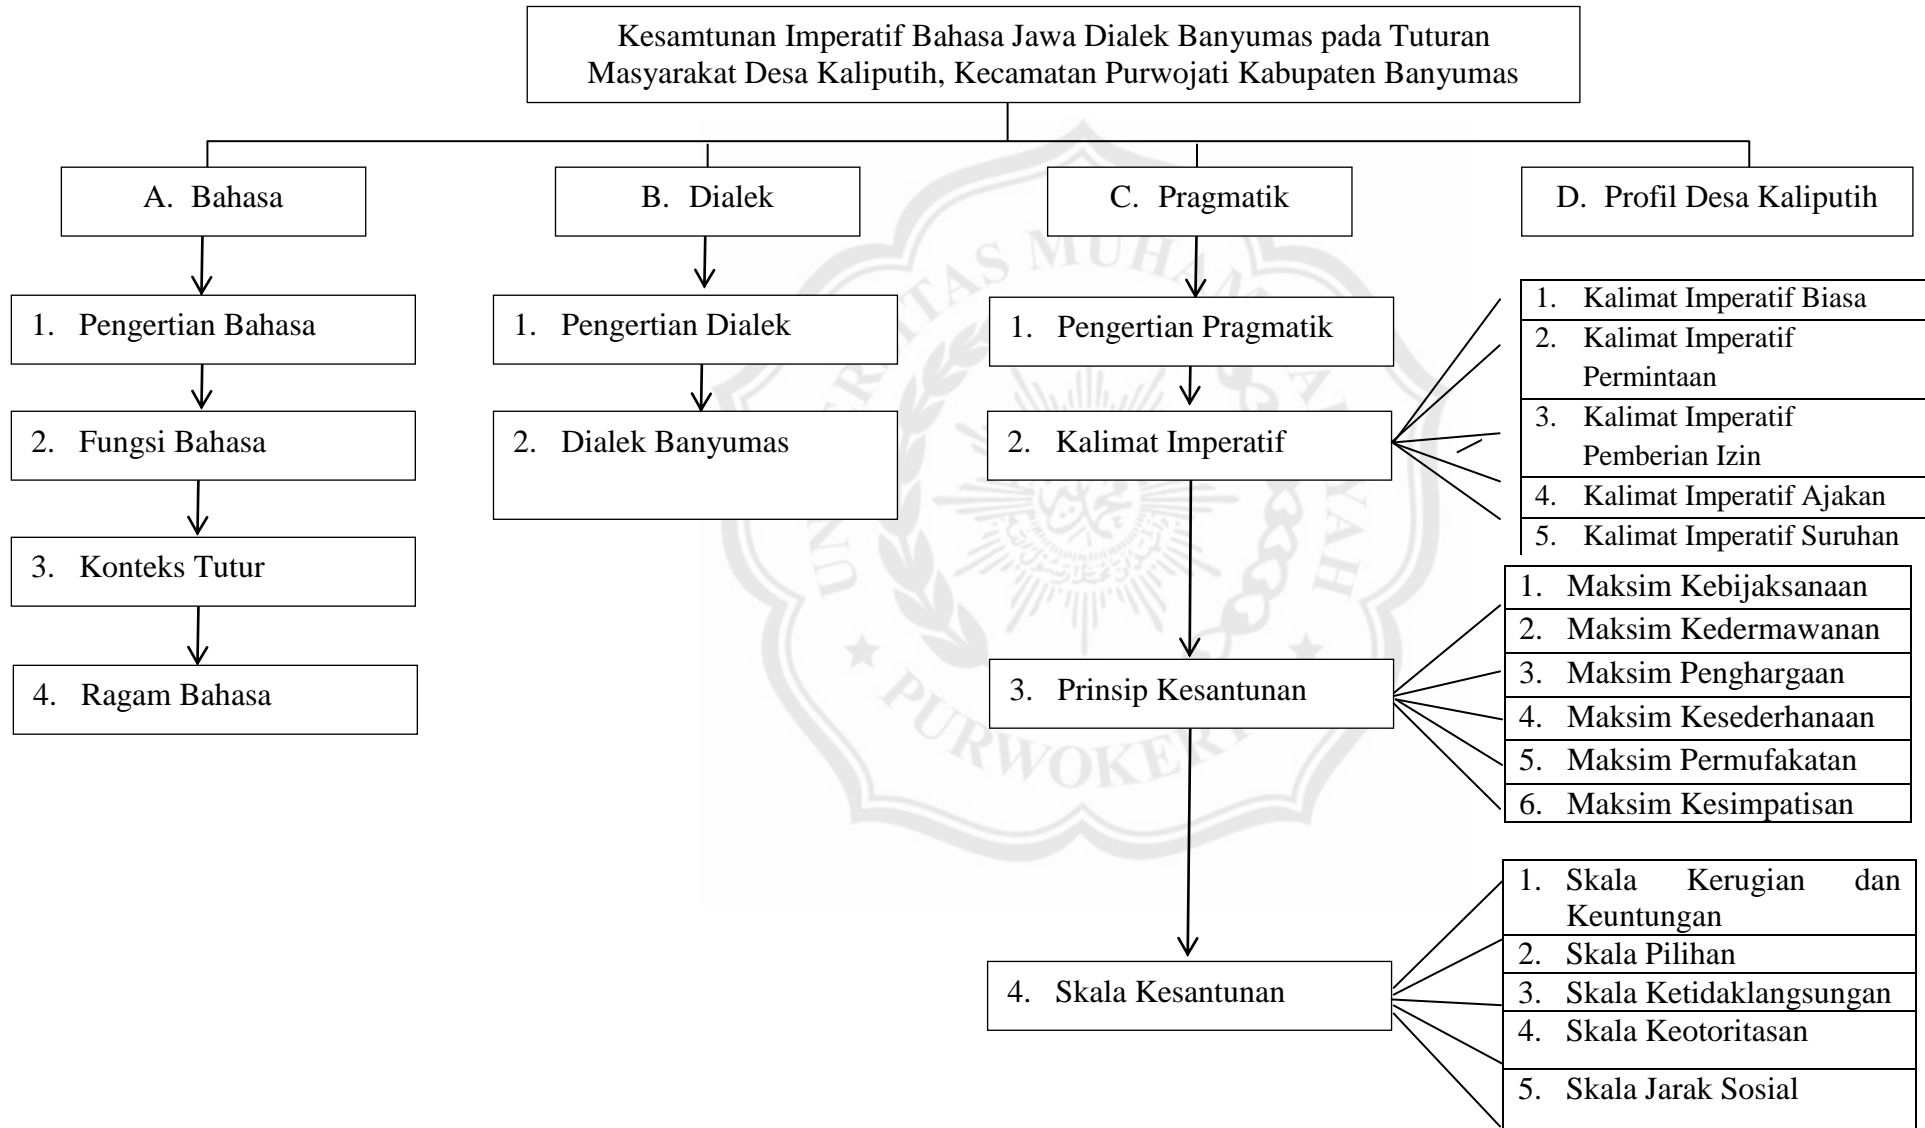 Kesamtunan Imperatif Bahasa Jawa Dialek Banyumas pada Tuturan
Masyarakat Desa Kaliputih, Kecamatan Purwojati Kabupaten Banyumas
A. Bahasa
1. Pengertian Bahasa
2. Fungsi Bahasa
3. Konteks Tutur
4. Ragam Bahasa
B. Dialek
1. Pengertian Dialek
2. Dialek Banyumas
C. Pragmatik
1. Pengertian Pragmatik
2. Kalimat Imperatif
1. Kalimat Imperatif Biasa
2. Kalimat Imperatif
Permintaan
3. Kalimat Imperatif
Pemberian Izin
4. Kalimat Imperatif Ajakan
5. Kalimat Imperatif Suruhan
3. Prinsip Kesantunan
1. Maksim Kebijaksanaan
2. Maksim Kedermawanan
3. Maksim Penghargaan
4. Maksim Kesederhanaan
5. Maksim Permufakatan
6. Maksim Kesimpatisan
4. Skala Kesantunan
1. Skala Kerugian dan
Keuntungan
2. Skala Pilihan
3. Skala Ketidaklangsungan
4. Skala Keotoritasan
5. Skala Jarak Sosial
D. Profil Desa Kaliputih